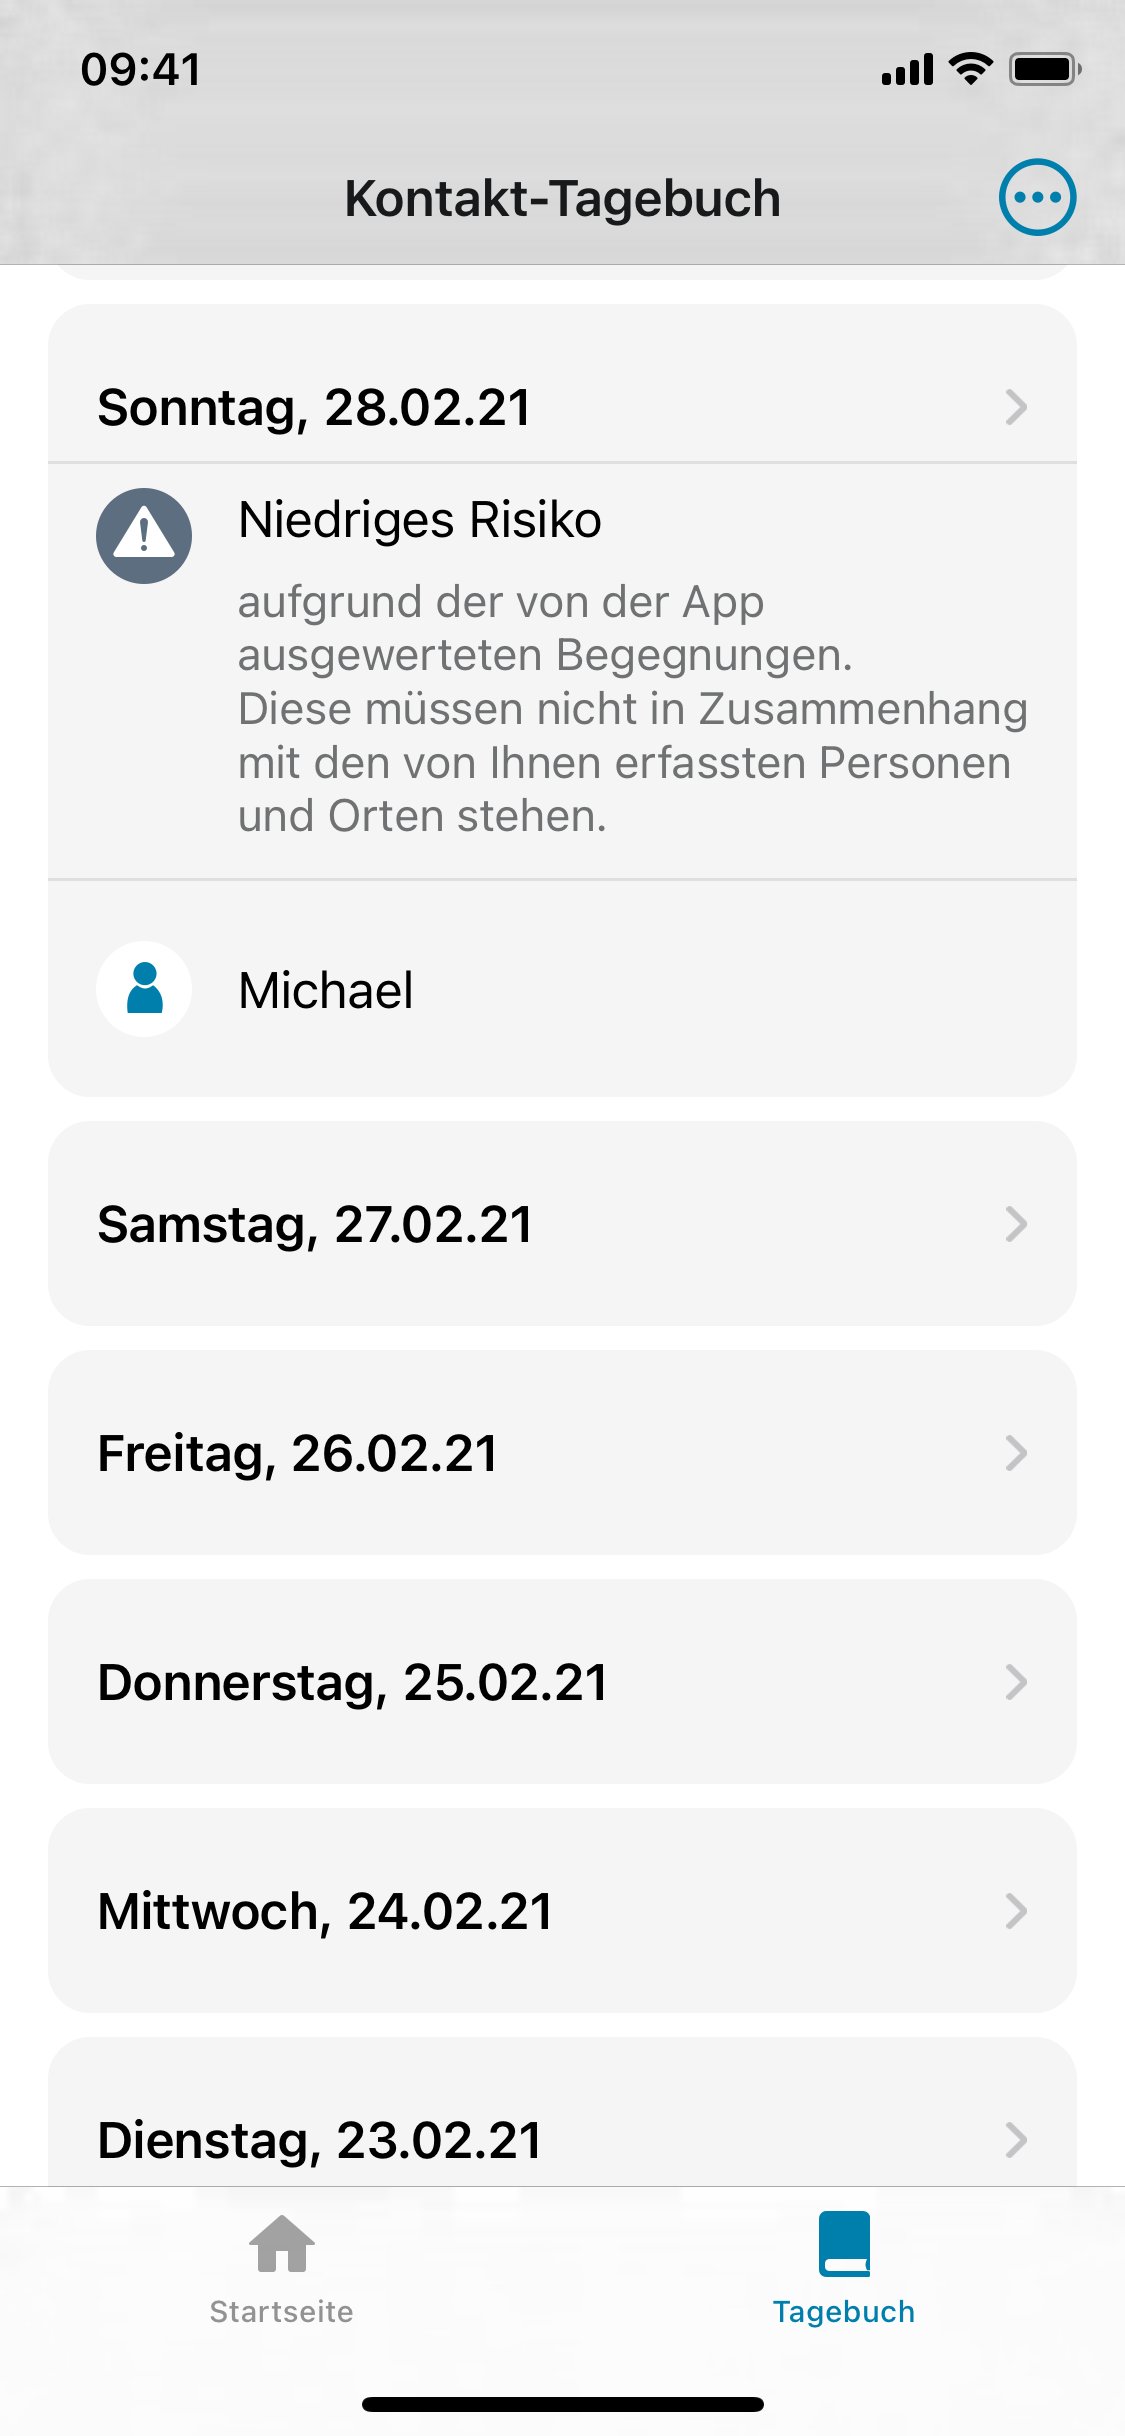 09:41
Kontakt-Tagebuch
Sonntag, 28.02.21
Niedriges Risiko
aufgrund der von der App
ausgewerteten Begegnungen.
Diese müssen nicht in Zusammenhang
mit den von Ihnen erfassten Personen
und Orten stehen.
Michael
Samstag, 27.02.21
Freitag, 26.02.21
Donnerstag, 25.02.21
Mittwoch, 24.02.21
Dienstag, 23.02.21
Startseite
Tagebuch